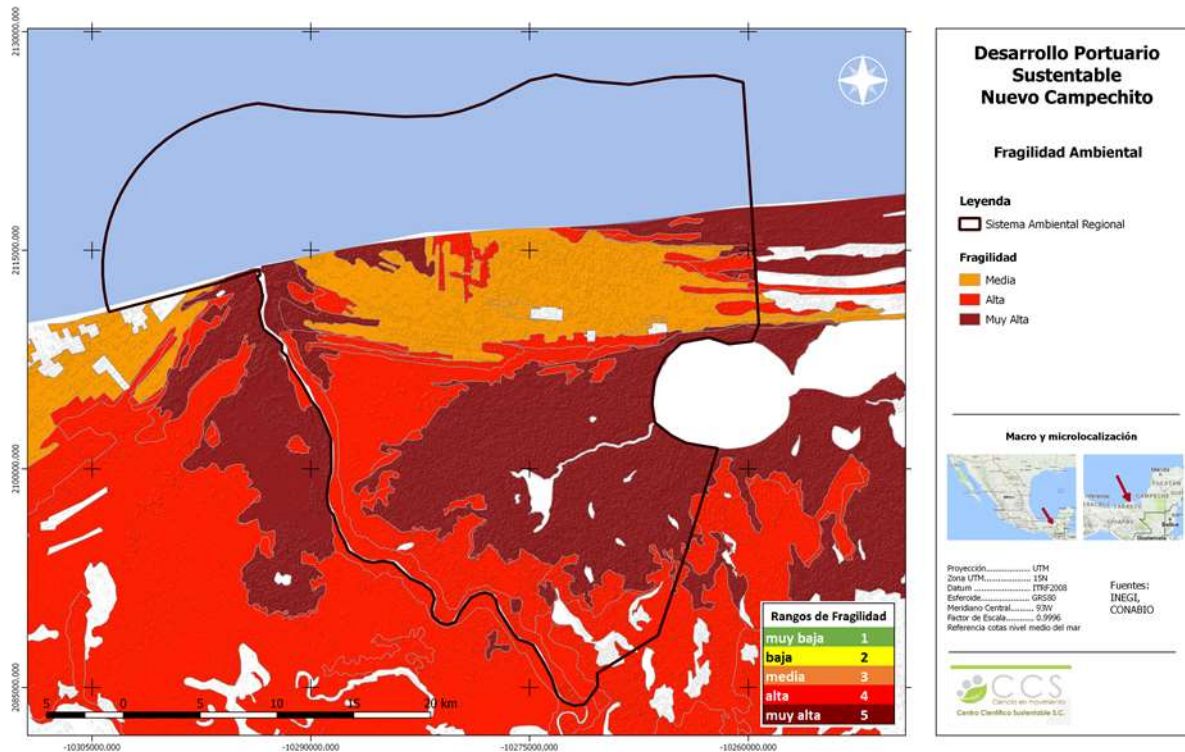 2130000.000
2115000.000
2100000.000
2085000.000
5 0 5 10 15 20 km
-10305000.000 -10290000.000 -10275000.000 -10260000.000
Rangos de Fragilidad
muy baja 1
baja 2
media 3
alta 4
muy alta 5
Desarrollo Portuario
Sustentable
Nuevo Campechito
Fragilidad Ambiental
Leyenda
Sistema Ambiental Regional
Fragilidad
Media
Alta
Muy Alta
Macro y microlocalización
Proyección................. UTM
Zona UTM................. 15N
Datum ................. ITRF2008
Esferoide................. GRS80
Meridiano Central........ 93W
Factor de Escala.......... 0.9996
Referencia cotas nivel medio del mar
Fuentes:
INEGI,
CONABIO
CCS
Ciencia en movimiento
Centro Científico Sustentable S.C.